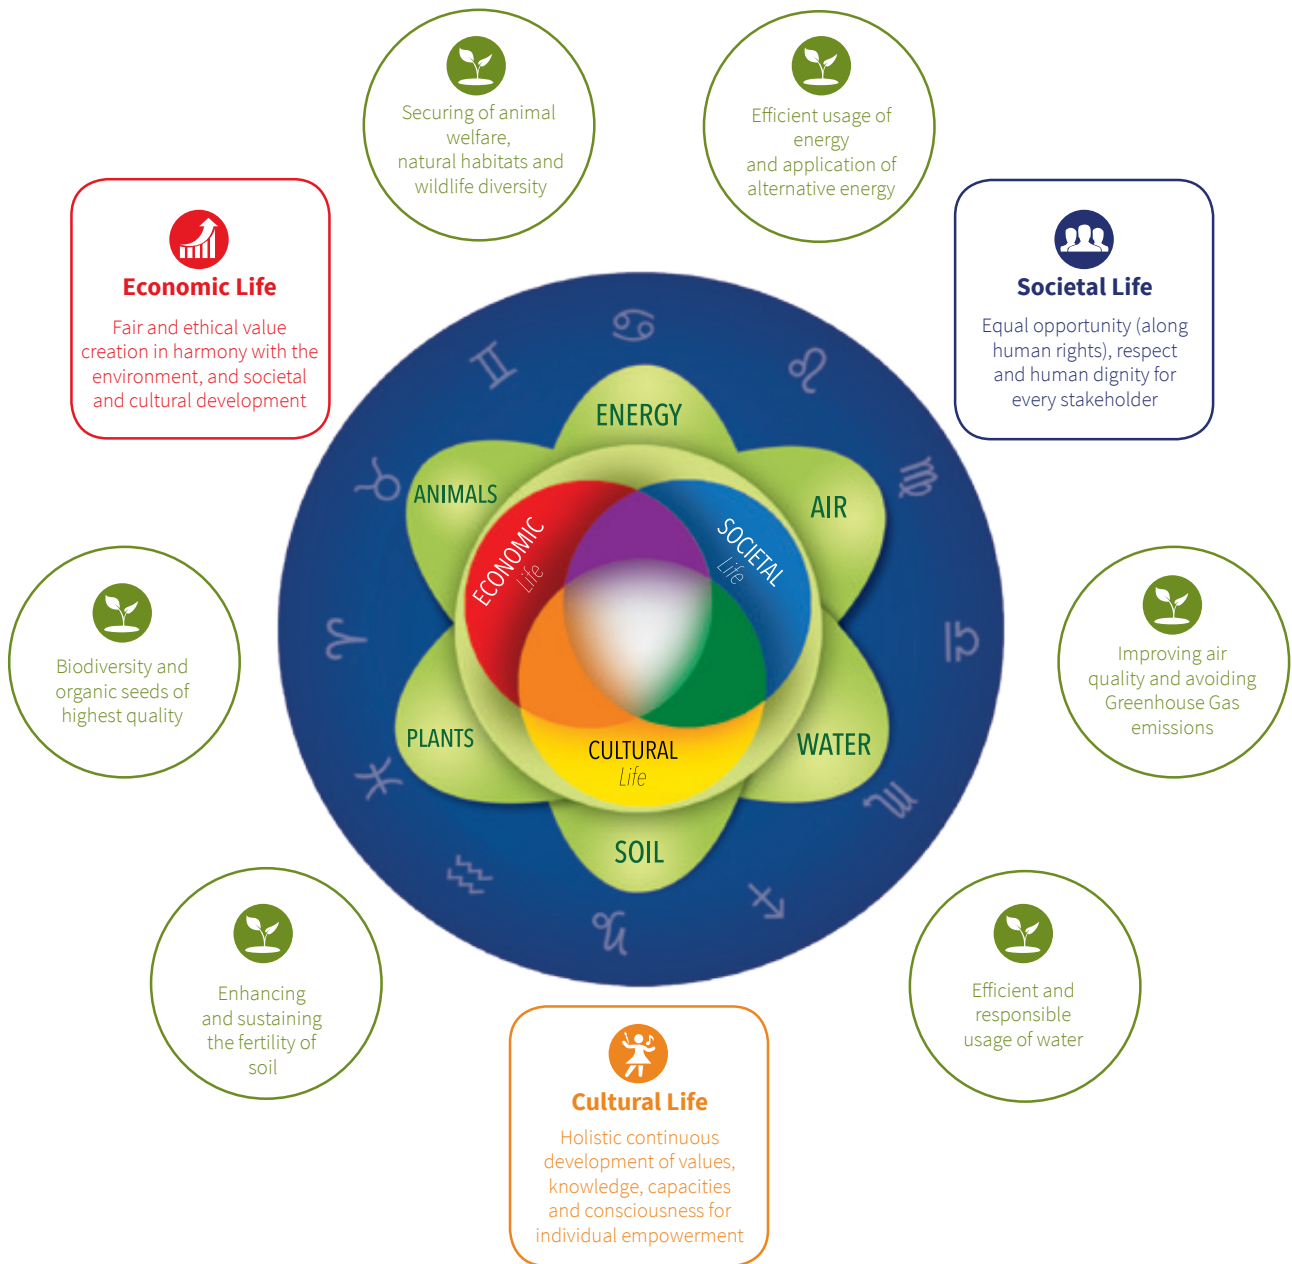 Securing of animal
welfare,
natural habitats and
wildlife diversity
Efficient usage of
energy
and application of
alternative energy
Economic Life
Fair and ethical value
creation in harmony with the
environment, and societal
and cultural development
Societal Life
Equal opportunity (along
human rights), respect
and human dignity for
every stakeholder
ENERGY
ANIMALS
AIR
ECONOMIC
Life
SOCIETAL
Life
PLANTS
WATER
CULTURAL
Life
SOIL
Biodiversity and
organic seeds of
highest quality
Improving air
quality and avoiding
Greenhouse Gas
emissions
Enhancing
and sustaining
the fertility of
soil
Efficient and
responsible
usage of water
Cultural Life
Holistic continuous
development of values,
knowledge, capacities
and consciousness for
individual empowerment